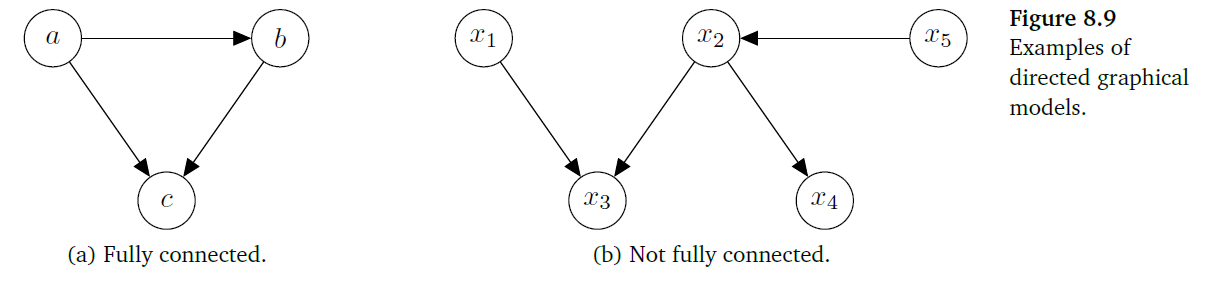 a
b
c
(a) Fully connected.
x₁
x₂
x₅
x₃
x₄
(b) Not fully connected.
Figure 8.9
Examples of
directed graphical
models.